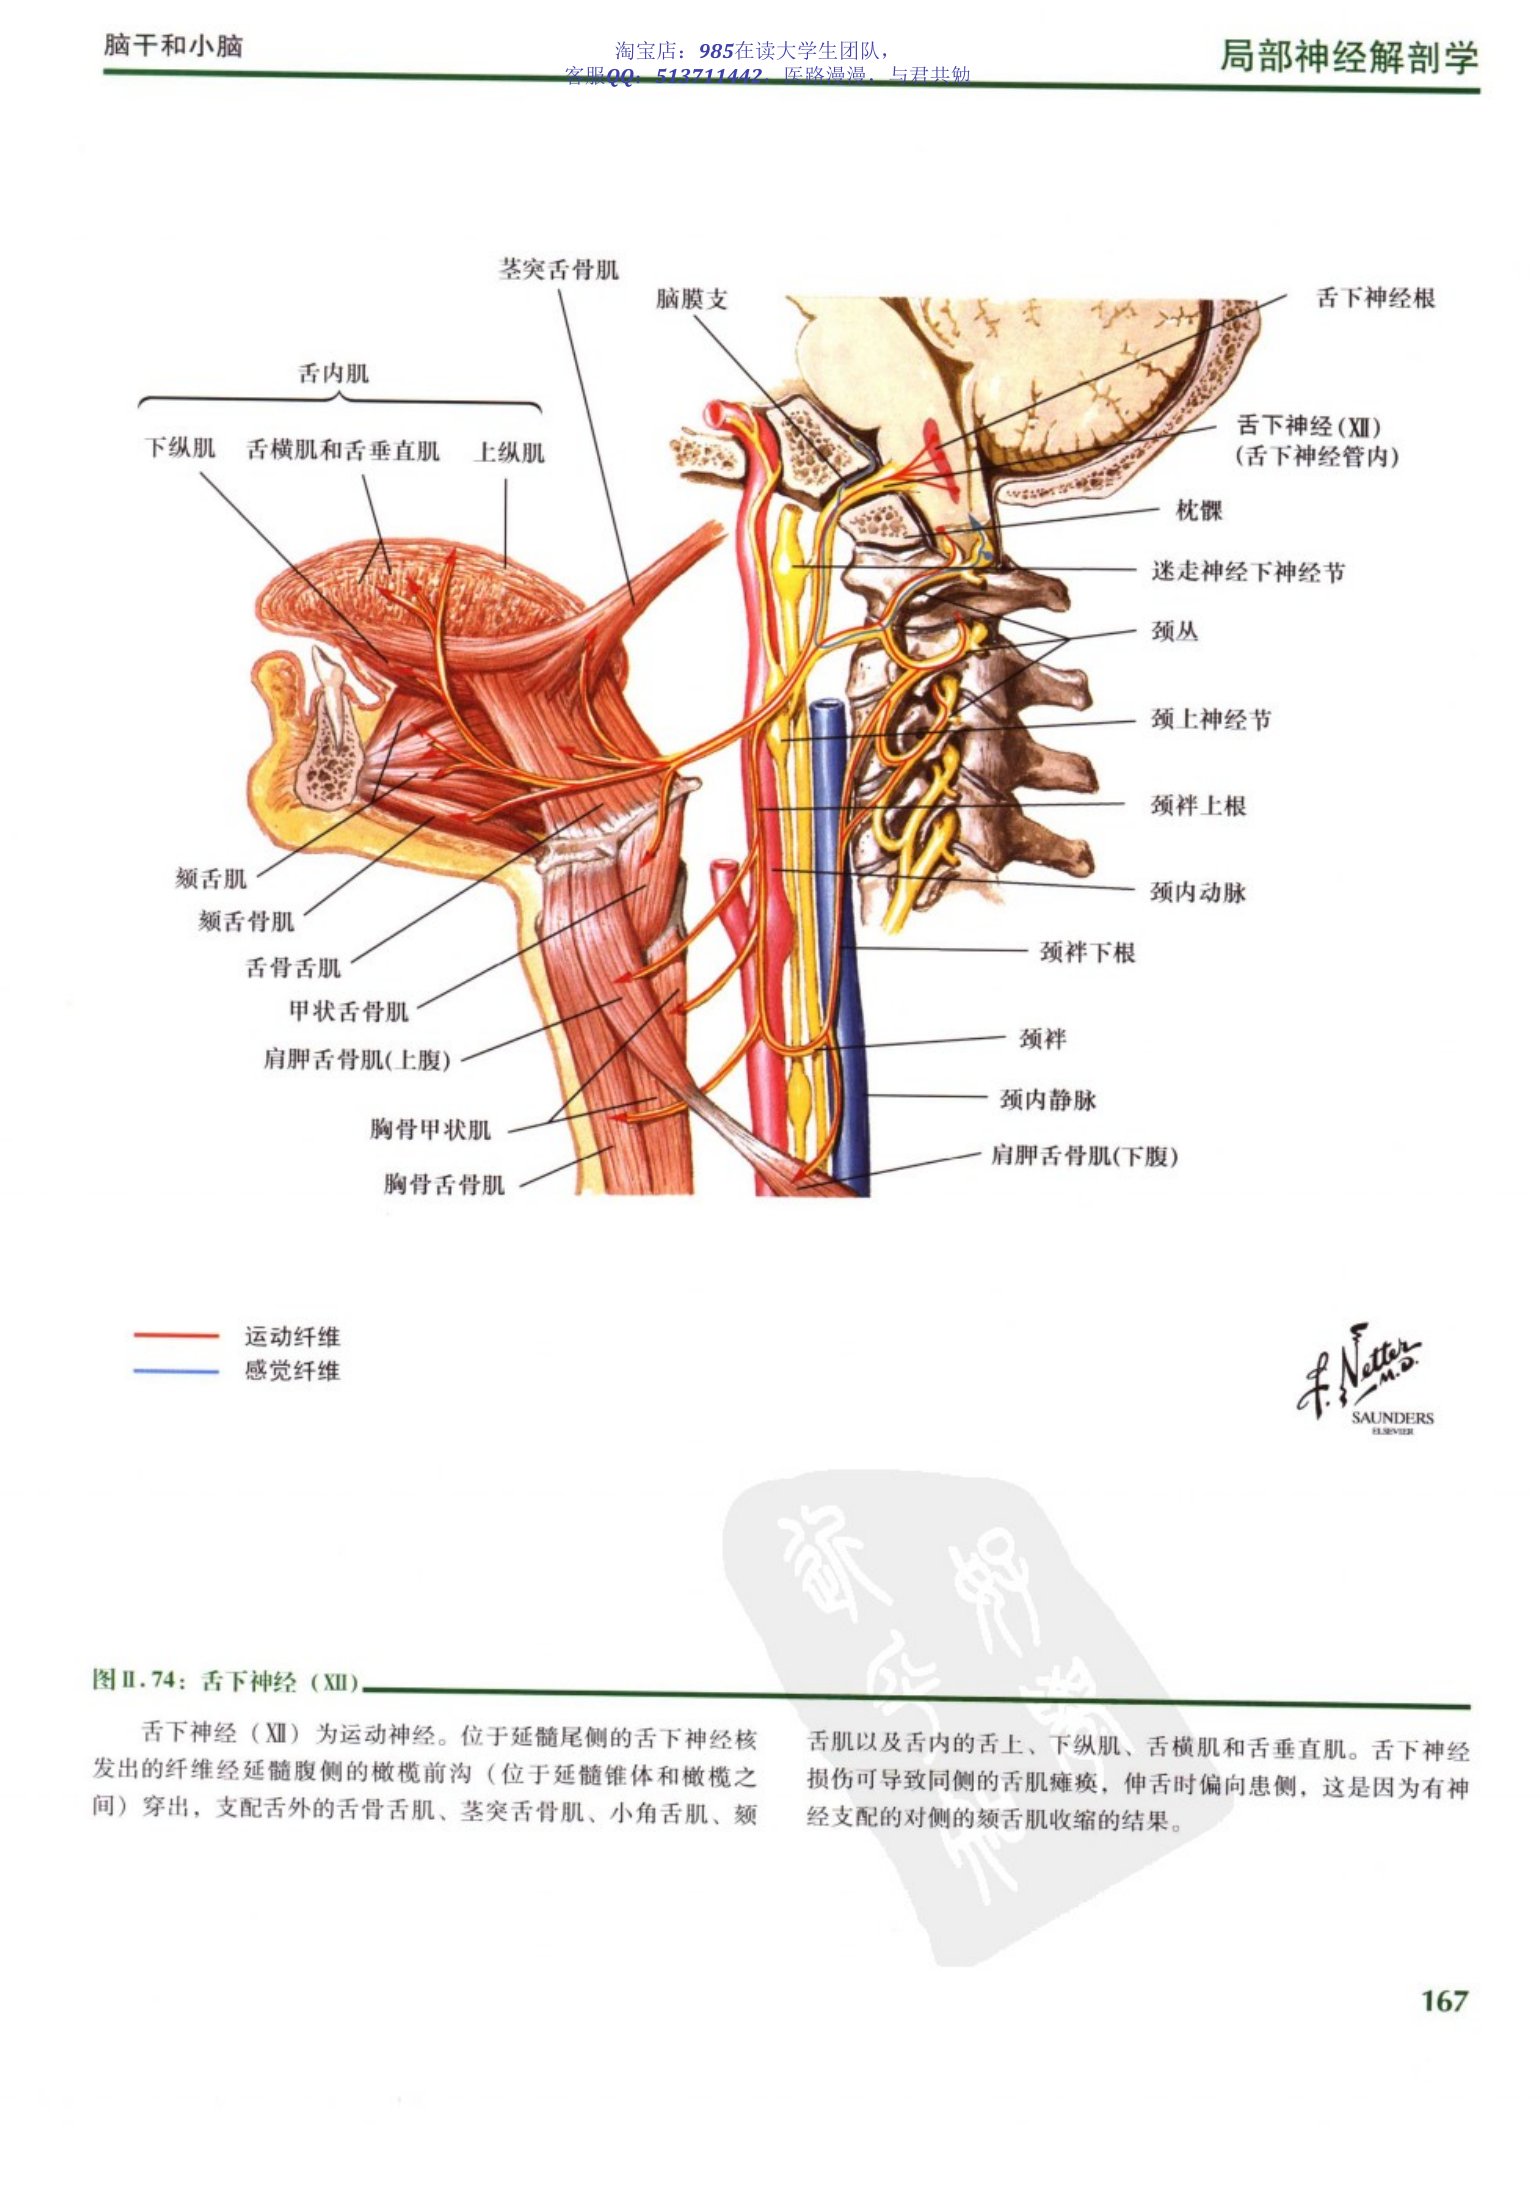 脑干和小脑
淘宝店：985在读大学生团队，
客服QQ：513711442，医路漫漫，与君共勉
局部神经解剖学
茎突舌骨肌
脑膜支
舌下神经根
舌内肌
下纵肌 舌横肌和舌垂直肌 上纵肌
舌下神经(Ⅻ)
(舌下神经管内)
枕髁
迷走神经下神经节
颈丛
颈上神经节
颈袢上根
颏舌肌
颈内动脉
颏舌骨肌
颈袢下根
舌骨舌肌
甲状舌骨肌
颈袢
肩胛舌骨肌(上腹)
颈内静脉
胸骨甲状肌
肩胛舌骨肌(下腹)
胸骨舌骨肌
运动纤维
感觉纤维
F. Netter
M.D.
SAUNDERS
ELSEVIER
图Ⅱ.74：舌下神经（Ⅻ）
舌下神经（Ⅻ）为运动神经。位于延髓尾侧的舌下神经核
发出的纤维经延髓腹侧的橄榄前沟（位于延髓锥体和橄榄之
间）穿出，支配舌外的舌骨舌肌、茎突舌骨肌、小角舌肌、颏
舌肌以及舌内的舌上、下纵肌、舌横肌和舌垂直肌。舌下神经
损伤可导致同侧的舌肌瘫痪，伸舌时偏向患侧，这是因为有神
经支配的对侧的颏舌肌收缩的结果。
167